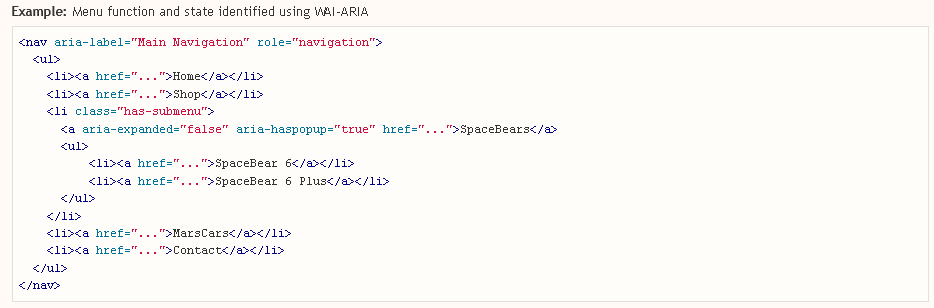 Example: Menu function and state identified using WAI-ARIA
<nav aria-label="Main Navigation" role="navigation">
  <ul>
    <li><a href="...">Home</a></li>
    <li><a href="...">Shop</a></li>
    <li class="has-submenu">
      <a aria-expanded="false" aria-haspopup="true" href="...">SpaceBears</a>
      <ul>
          <li><a href="...">SpaceBear 6</a></li>
          <li><a href="...">SpaceBear 6 Plus</a></li>
      </ul>
    </li>
    <li><a href="...">MarsCars</a></li>
    <li><a href="...">Contact</a></li>
  </ul>
</nav>